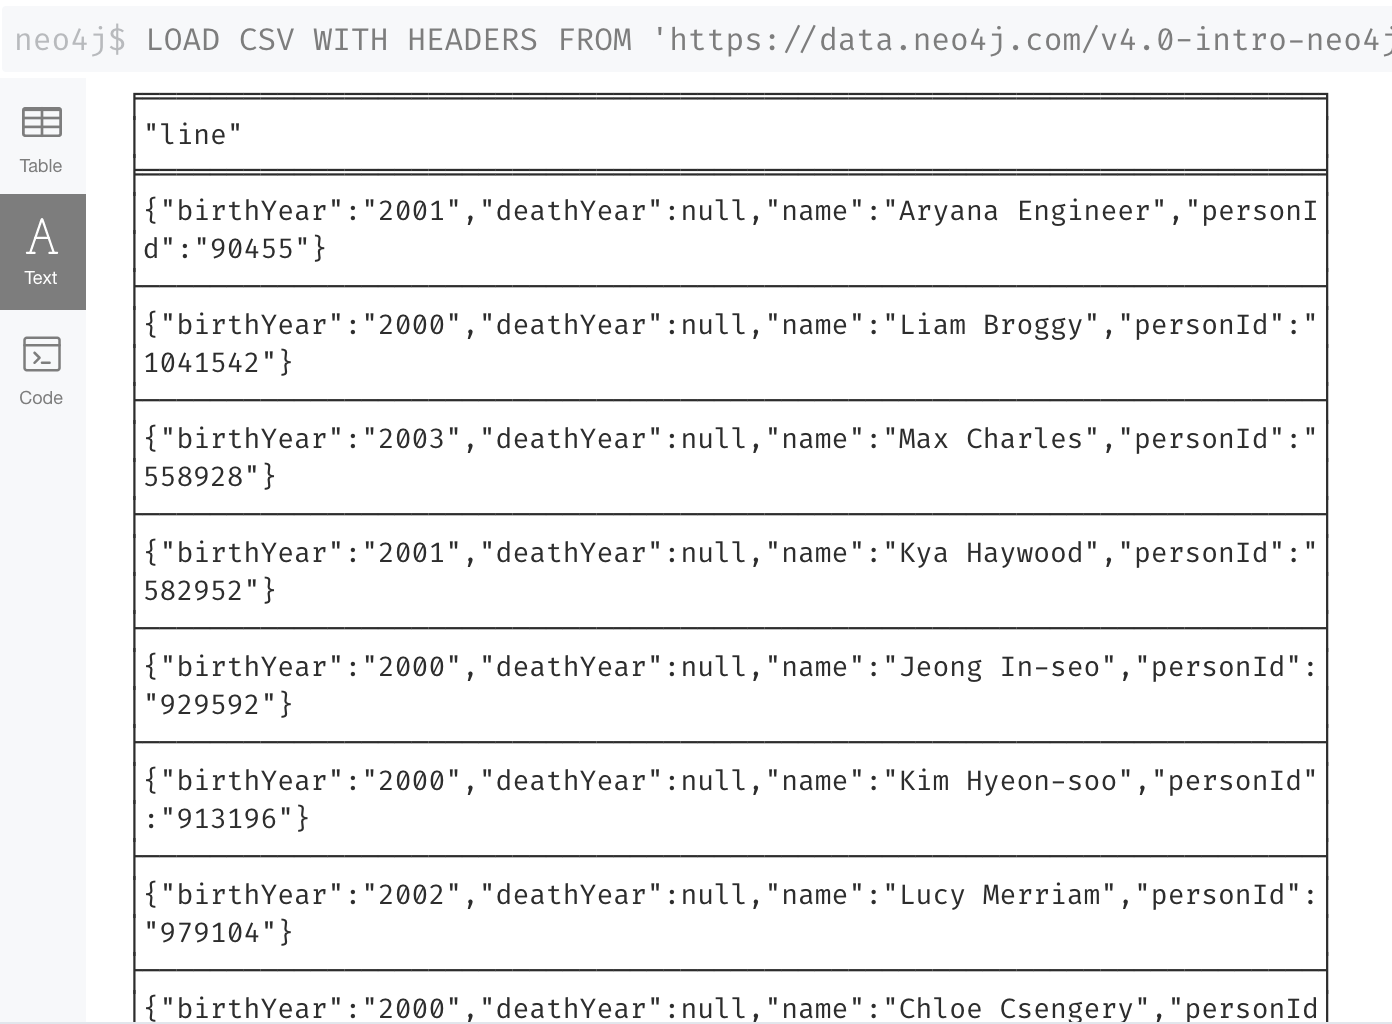 neo4j$ LOAD CSV WITH HEADERS FROM 'https://data.neo4j.com/v4.0-intro-neo4j
Table
Text
Code
"line"
{"birthYear":"2001","deathYear":null,"name":"Aryana Engineer","personI
d":"90455"}
{"birthYear":"2000","deathYear":null,"name":"Liam Broggy","personId":"
1041542"}
{"birthYear":"2003","deathYear":null,"name":"Max Charles","personId":"
558928"}
{"birthYear":"2001","deathYear":null,"name":"Kya Haywood","personId":"
582952"}
{"birthYear":"2000","deathYear":null,"name":"Jeong In-seo","personId":
"929592"}
{"birthYear":"2000","deathYear":null,"name":"Kim Hyeon-soo","personId"
:"913196"}
{"birthYear":"2002","deathYear":null,"name":"Lucy Merriam","personId":
"979104"}
{"birthYear":"2000","deathYear":null,"name":"Chloe Csengery","personId